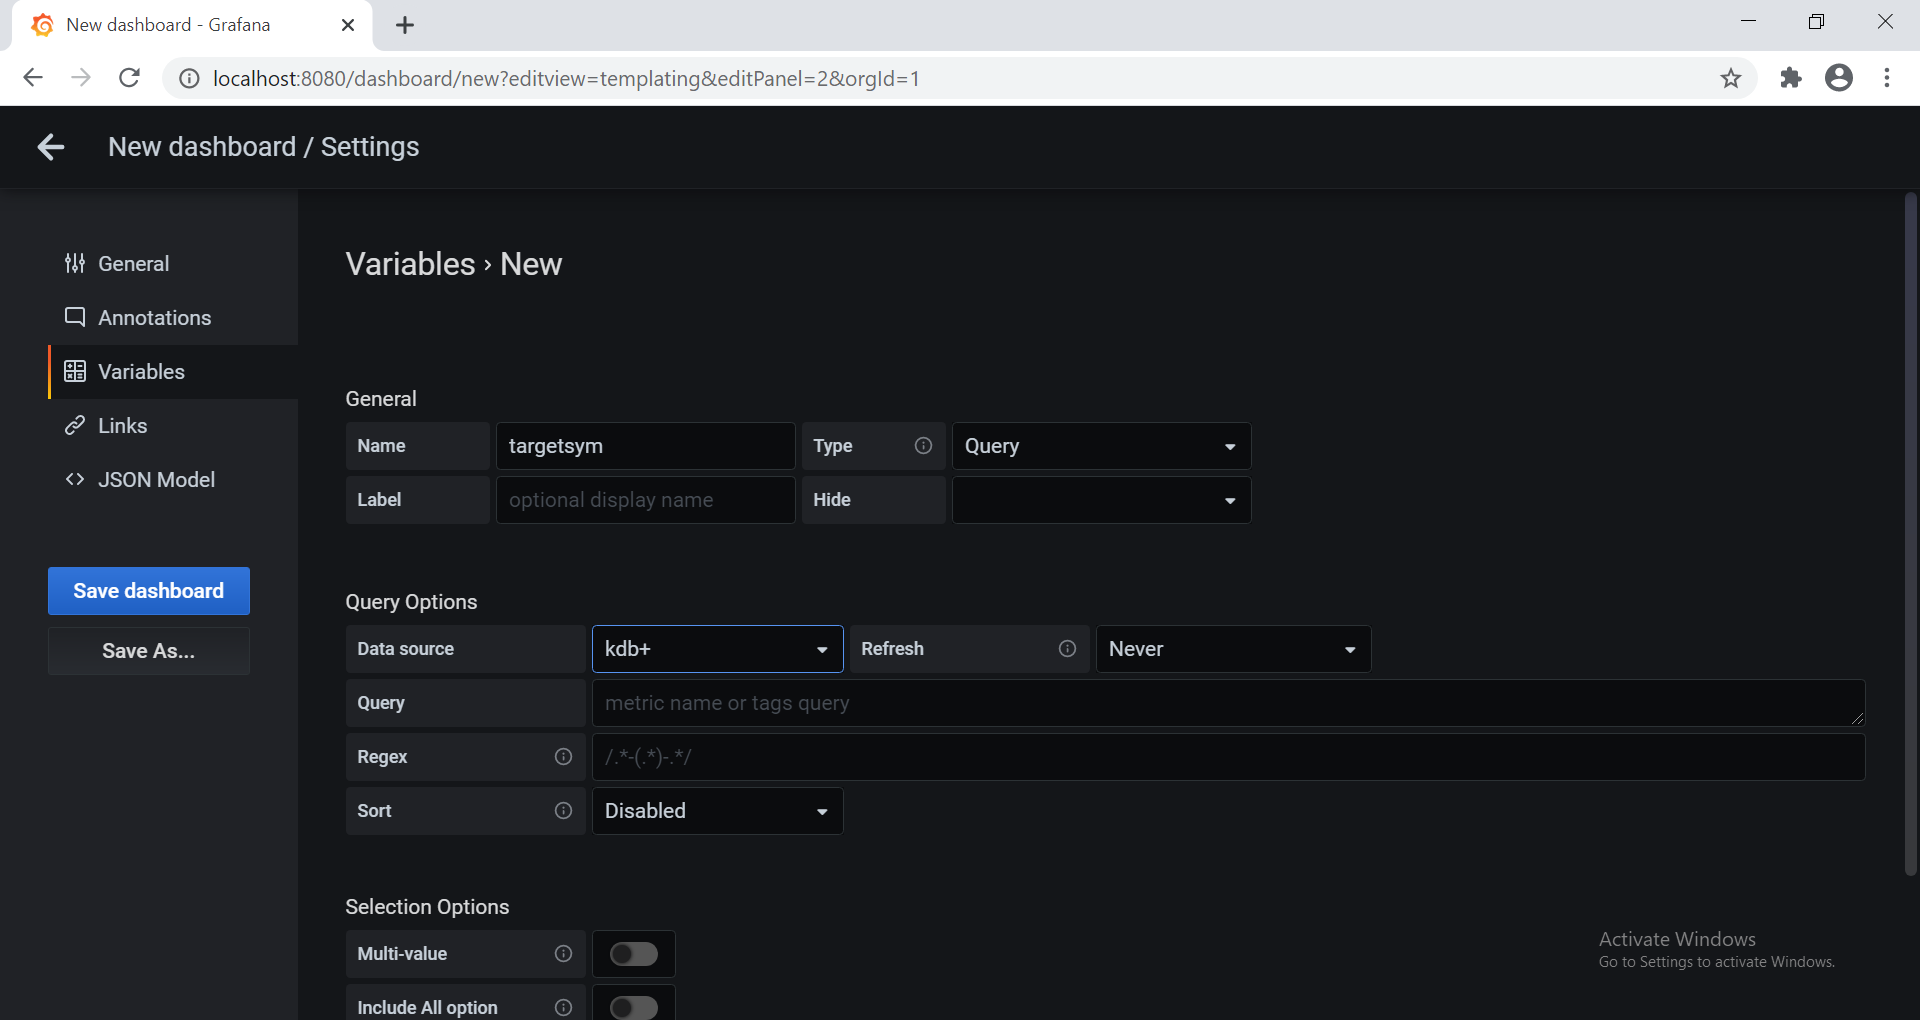 New dashboard - Grafana
localhost:8080/dashboard/new?editview=templating&editPanel=2&orgId=1
New dashboard / Settings
General
Annotations
Variables
Links
JSON Model
Save dashboard
Save As...
Variables › New
General
Name targetsym Type Query
Label optional display name Hide
Query Options
Data source kdb+ Refresh Never
Query metric name or tags query
Regex /.*-(.*)-.*/
Sort Disabled
Selection Options
Multi-value
Include All option
Activate Windows
Go to Settings to activate Windows.